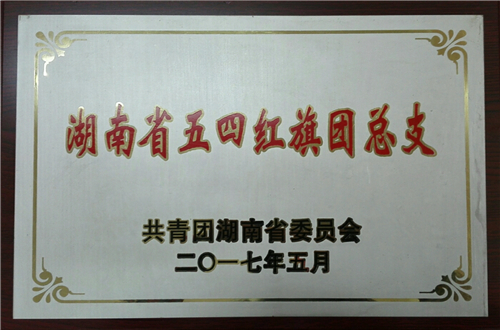 湖南省五四红旗团总支
共青团湖南省委员会
二〇一七年五月